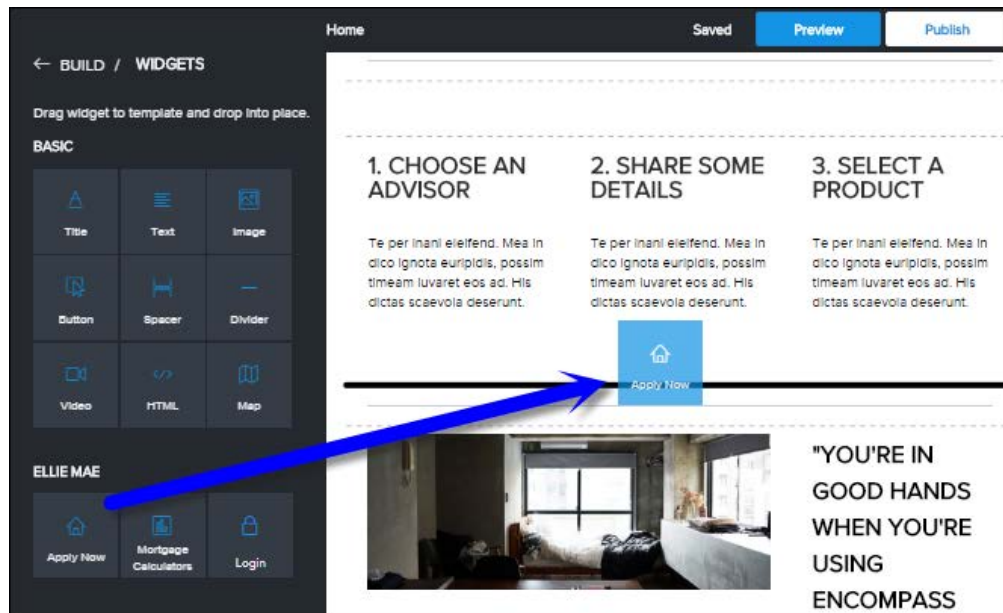 Home
Saved
Preview
Publish
← BUILD / WIDGETS
Drag widget to template and drop into place.
BASIC
Title
Text
Image
Button
Spacer
Divider
Video
HTML
Map
ELLIE MAE
Apply Now
Mortgage
Calculators
Login
1. CHOOSE AN
ADVISOR
Te per inani eleifend. Mea in
dico ignota euripidis, possim
timeam iuvaret eos ad. His
dictas scaevola deserunt.
2. SHARE SOME
DETAILS
Te per inani eleifend. Mea in
dico ignota euripidis, possim
timeam iuvaret eos ad. His
dictas scaevola deserunt.
3. SELECT A
PRODUCT
Te per inani eleifend. Mea in
dico ignota euripidis, possim
timeam iuvaret eos ad. His
dictas scaevola deserunt.
Apply Now
"YOU'RE IN
GOOD HANDS
WHEN YOU'RE
USING
ENCOMPASS